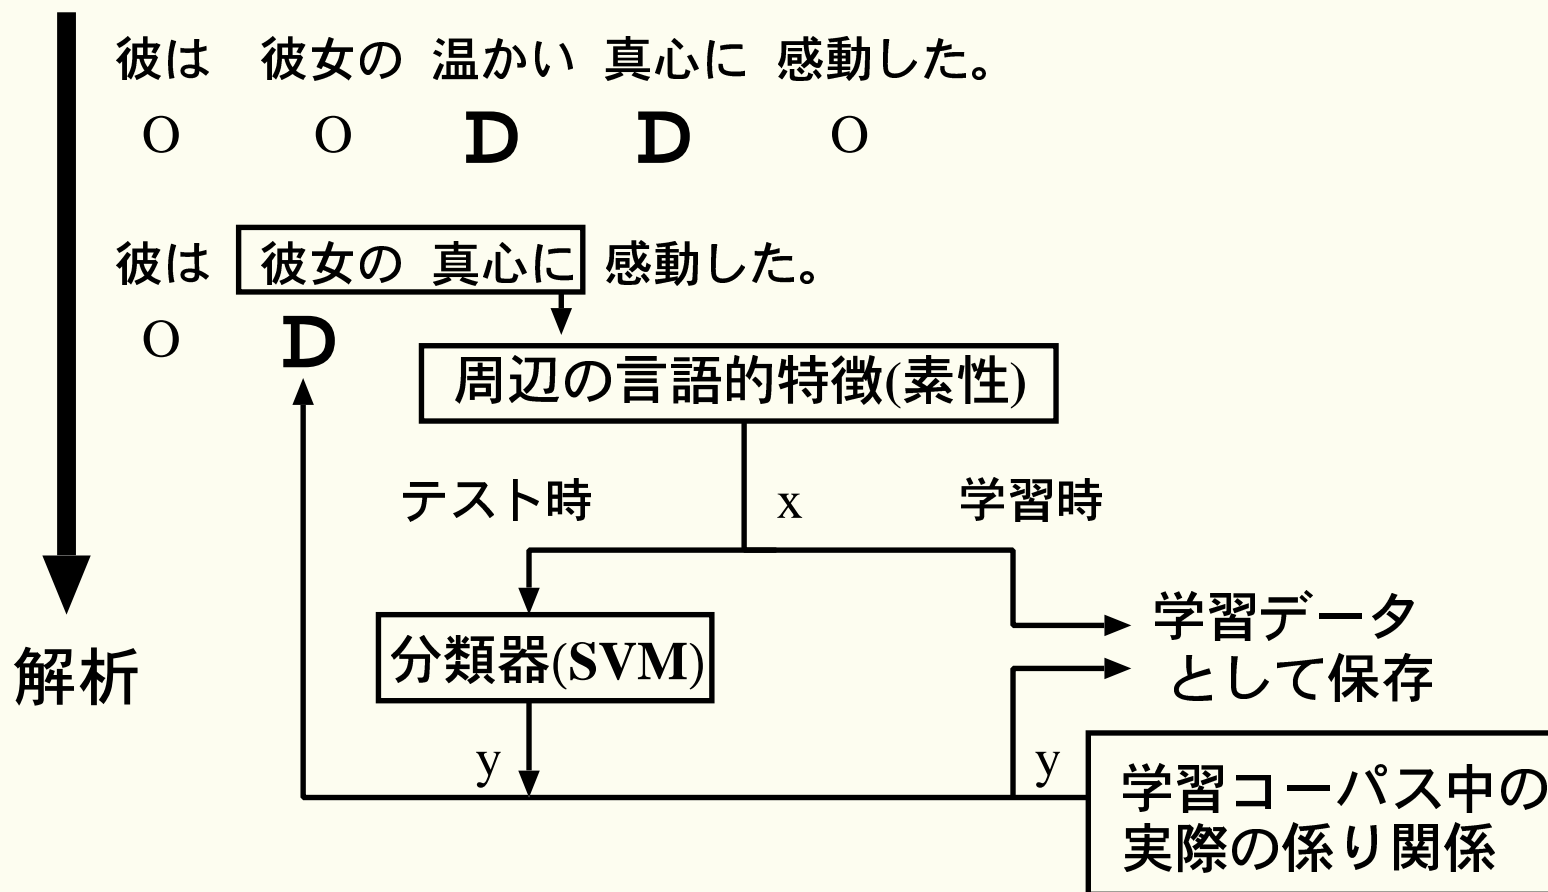 彼は 彼女の 温かい 真心に 感動した。
O O D D O
彼は 彼女の 真心に 感動した。
O D
周辺の言語的特徴(素性)
テスト時 x 学習時
分類器(SVM)
学習データ
として保存
解析
y y
学習コーパス中の
実際の係り関係